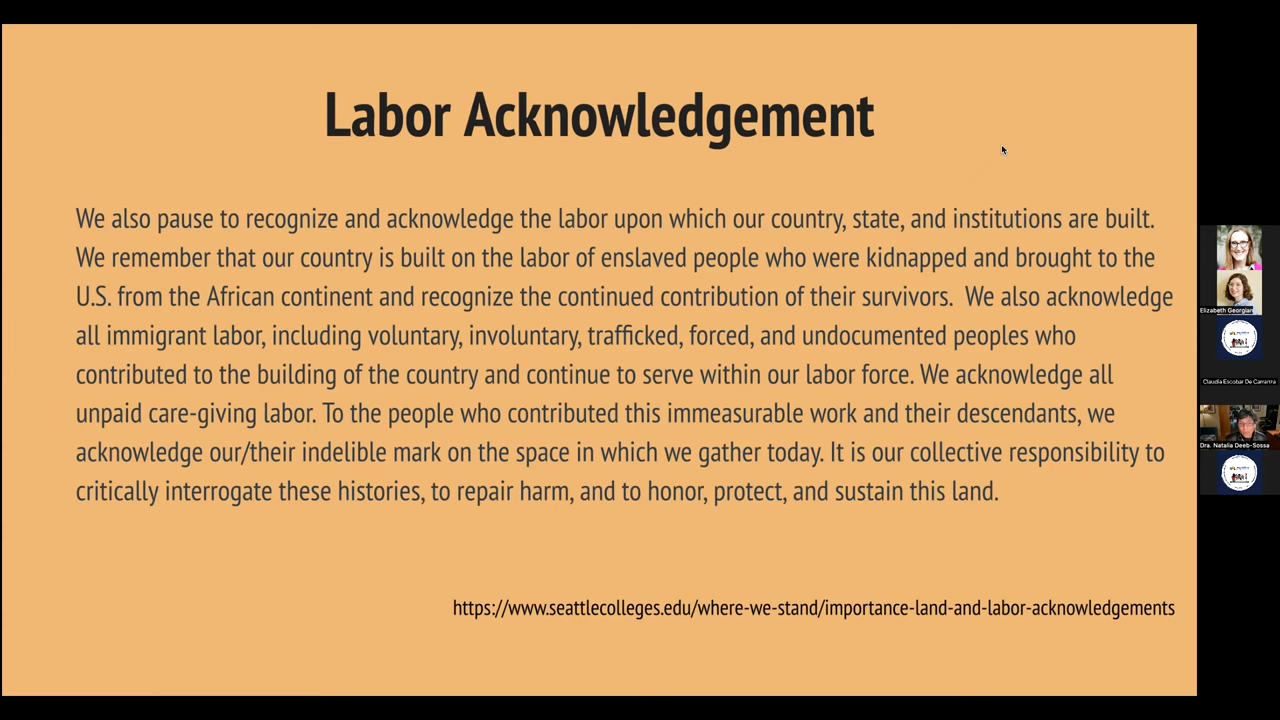 Labor Acknowledgement
We also pause to recognize and acknowledge the labor upon which our country, state, and institutions are built.
We remember that our country is built on the labor of enslaved people who were kidnapped and brought to the
U.S. from the African continent and recognize the continued contribution of their survivors.  We also acknowledge
all immigrant labor, including voluntary, involuntary, trafficked, forced, and undocumented peoples who
contributed to the building of the country and continue to serve within our labor force. We acknowledge all
unpaid care-giving labor. To the people who contributed this immeasurable work and their descendants, we
acknowledge our/their indelible mark on the space in which we gather today. It is our collective responsibility to
critically interrogate these histories, to repair harm, and to honor, protect, and sustain this land.
https://www.seattlecolleges.edu/where-we-stand/importance-land-and-labor-acknowledgements
Elizabeth Georgian
Claudia Escobar De Carranza
Dra. Natalia Deeb-Sossa